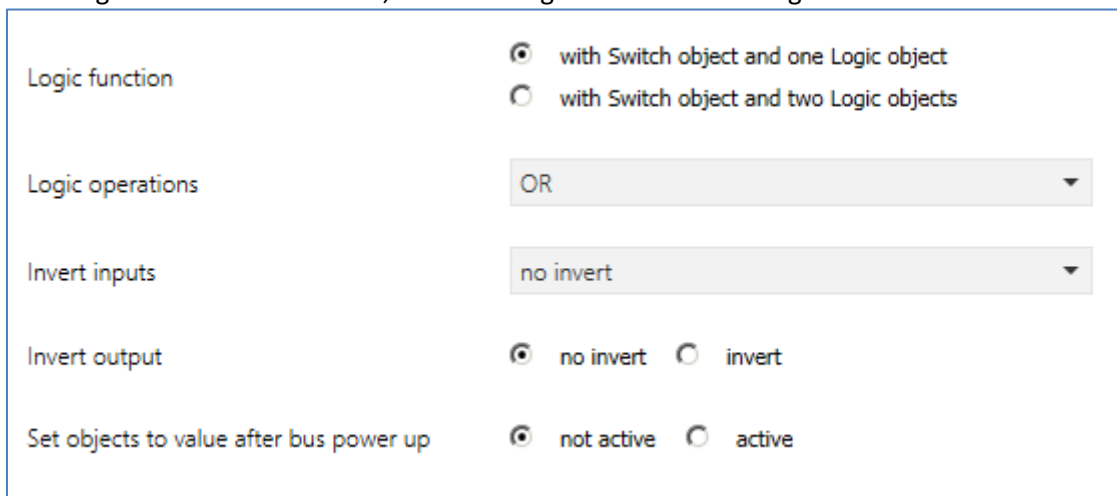 Logic function
with Switch object and one Logic object
with Switch object and two Logic objects
Logic operations
OR
Invert inputs
no invert
Invert output
no invert invert
Set objects to value after bus power up
not active active